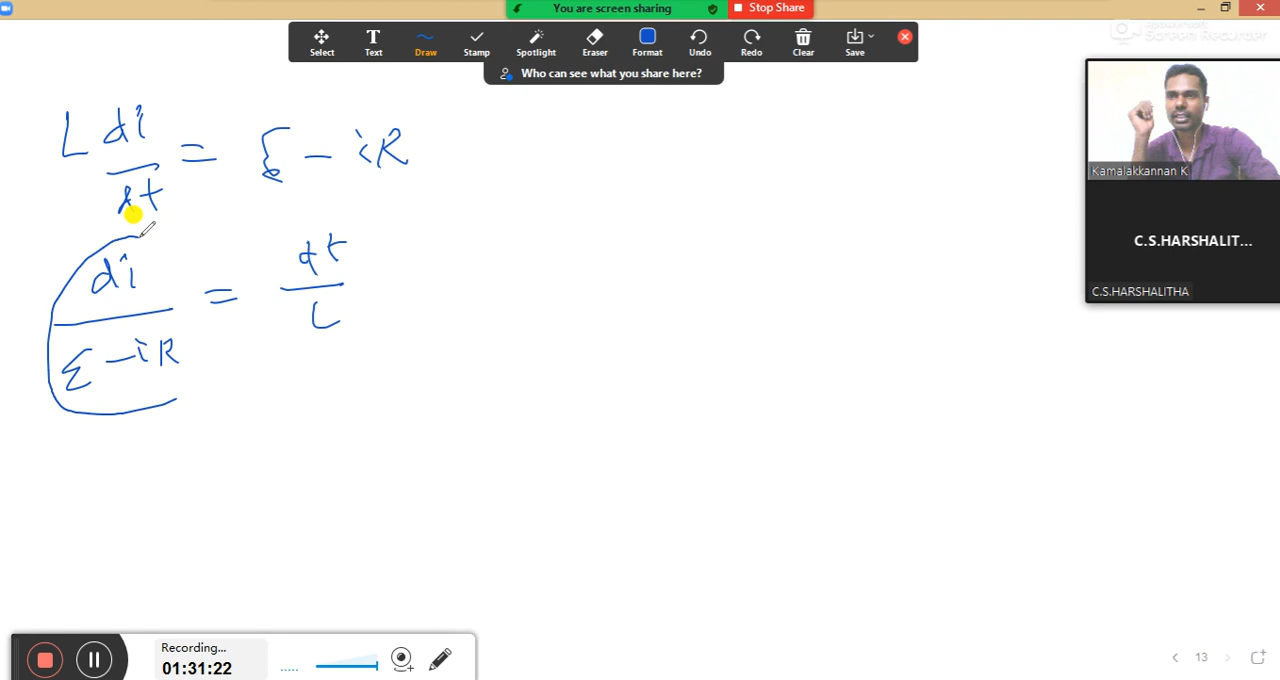 You are screen sharing
Stop Share
Select
Text
Draw
Stamp
Spotlight
Eraser
Format
Undo
Redo
Clear
Save
Who can see what you share here?
Screen Recorder
L di/dt = ξ - iR
di/ξ-iR = dt/L
Kamalakkannan K
C.S.HARSHALIT...
C.S.HARSHALITHA
Recording...
01:31:22
.....
13